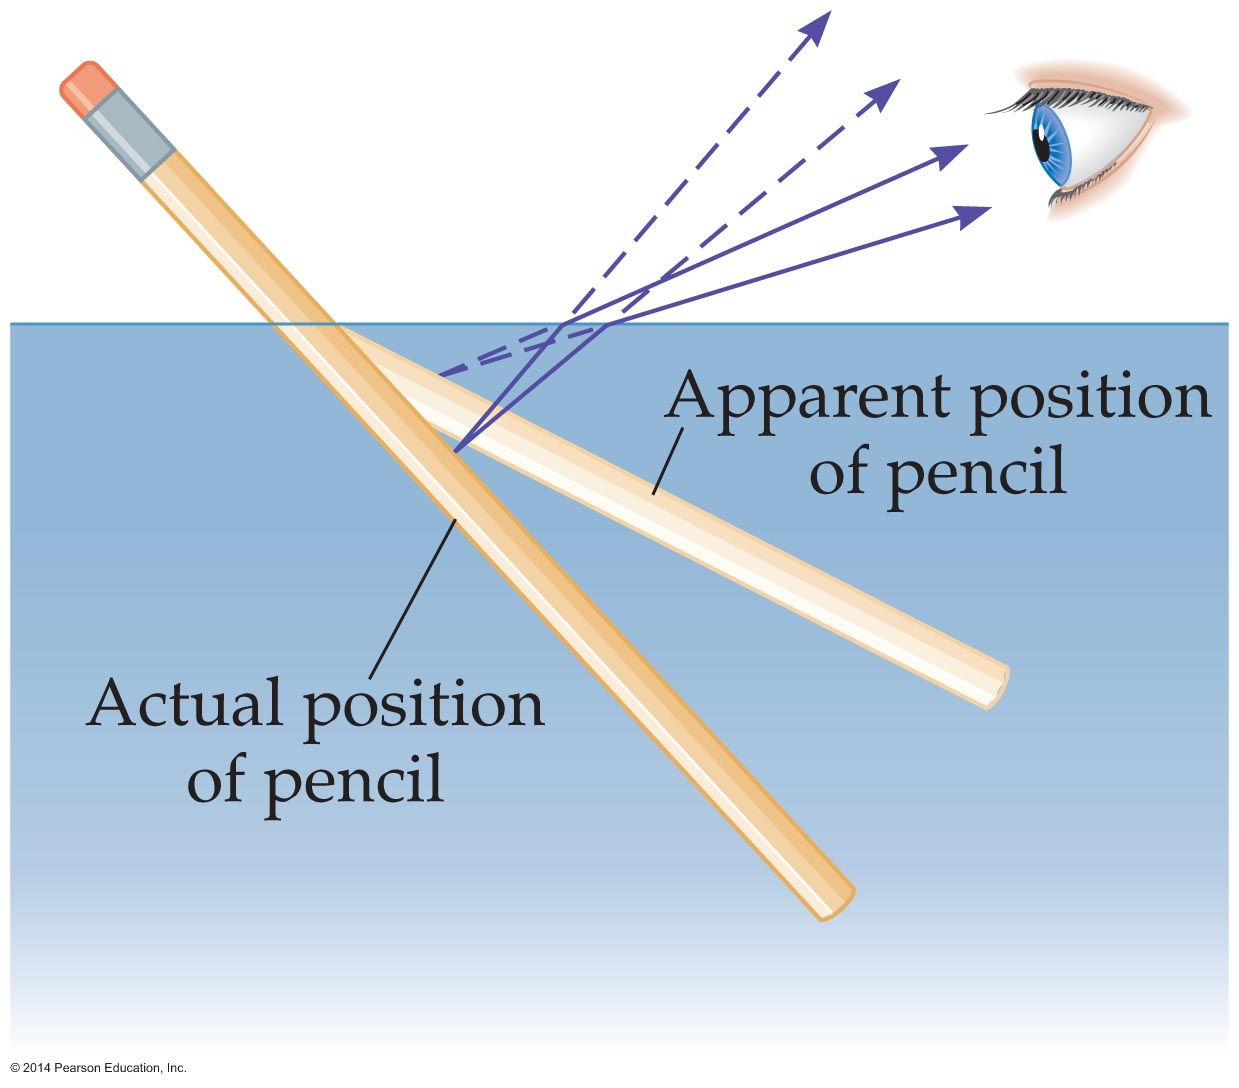 Apparent position
of pencil
Actual position
of pencil
© 2014 Pearson Education, Inc.